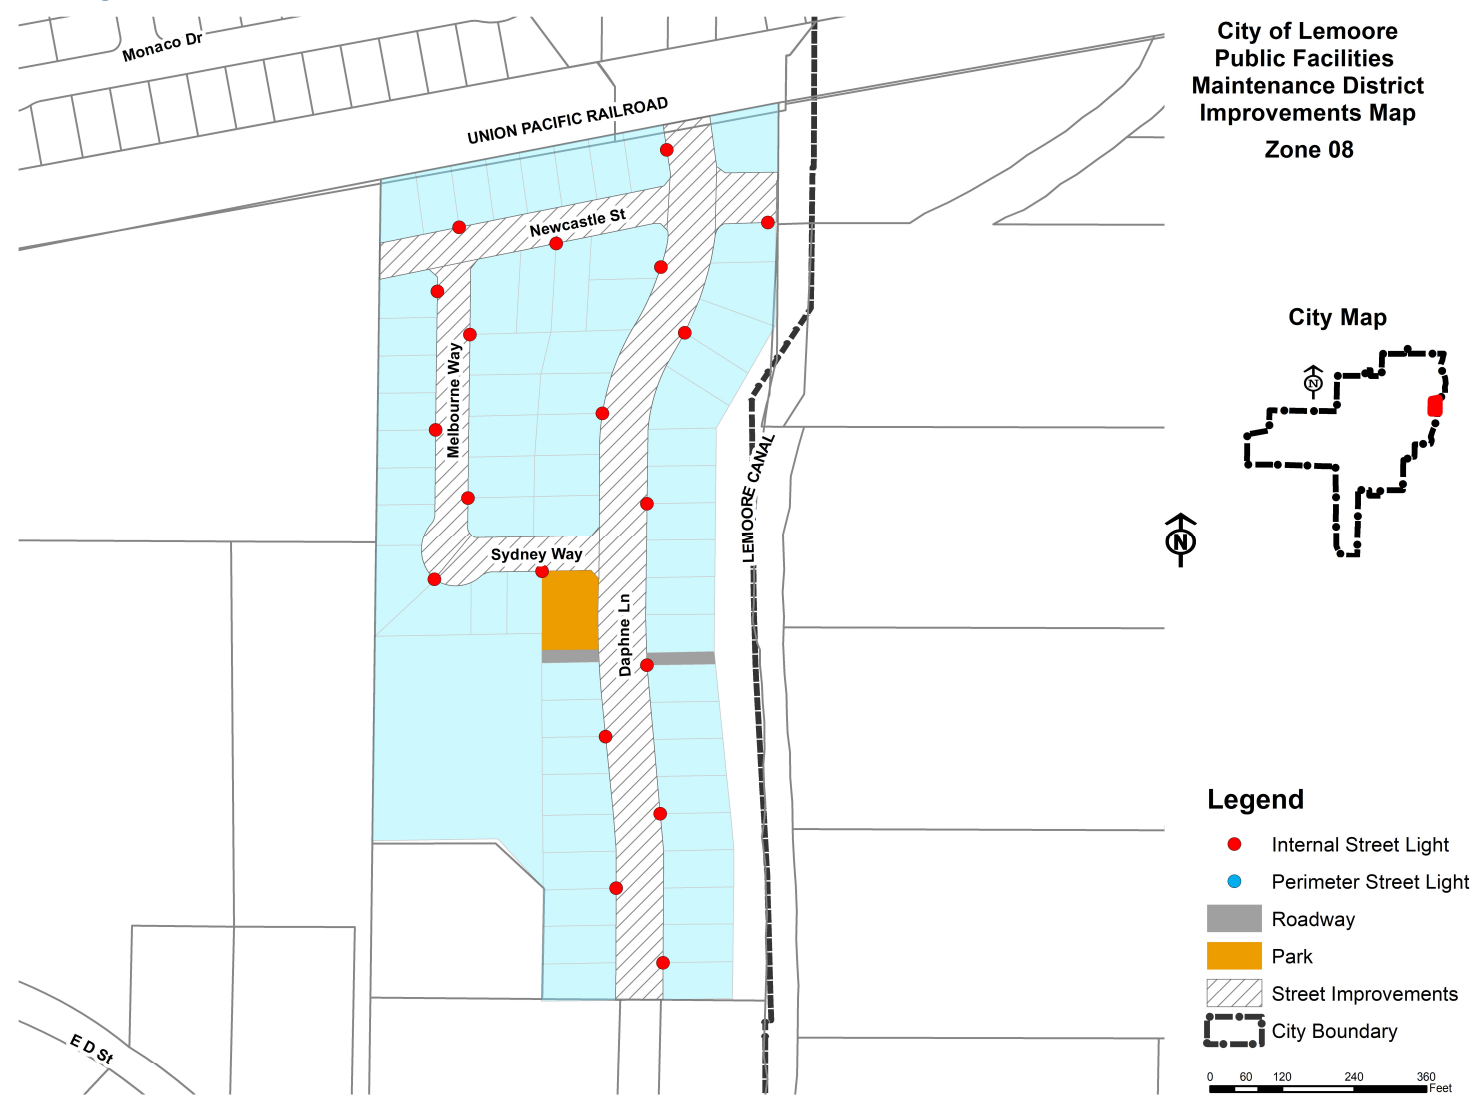 City of Lemoore
Public Facilities
Maintenance District
Improvements Map
Zone 08
Monaco Dr
UNION PACIFIC RAILROAD
Newcastle St
Melbourne Way
Sydney Way
Daphne Ln
LEMOORE CANAL
E D St
City Map
N
N
Legend
Internal Street Light
Perimeter Street Light
Roadway
Park
Street Improvements
City Boundary
0 60 120 240 360
Feet